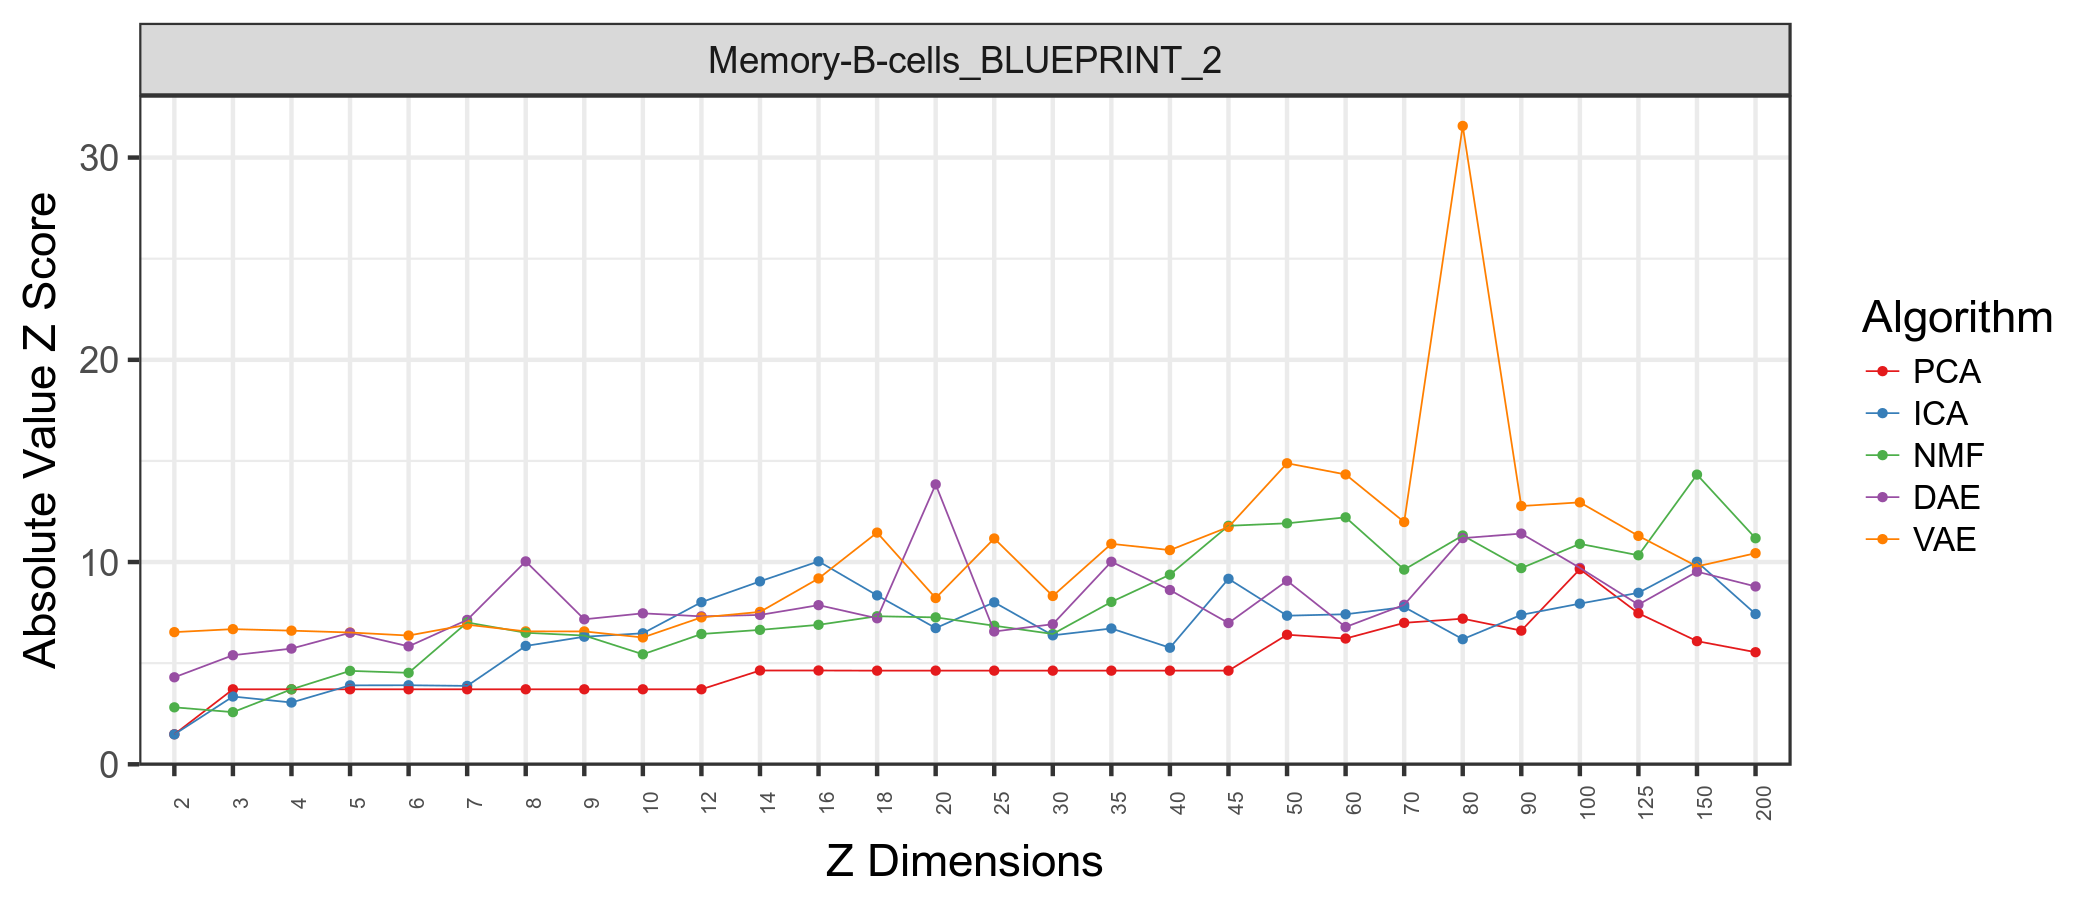 Memory-B-cells_BLUEPRINT_2
30
20
10
0
Absolute Value Z Score
2 3 4 5 6 7 8 9 10 12 14 16 18 20 25 30 35 40 45 50 60 70 80 90 100 125 150 200
Z Dimensions
Algorithm
PCA
ICA
NMF
DAE
VAE